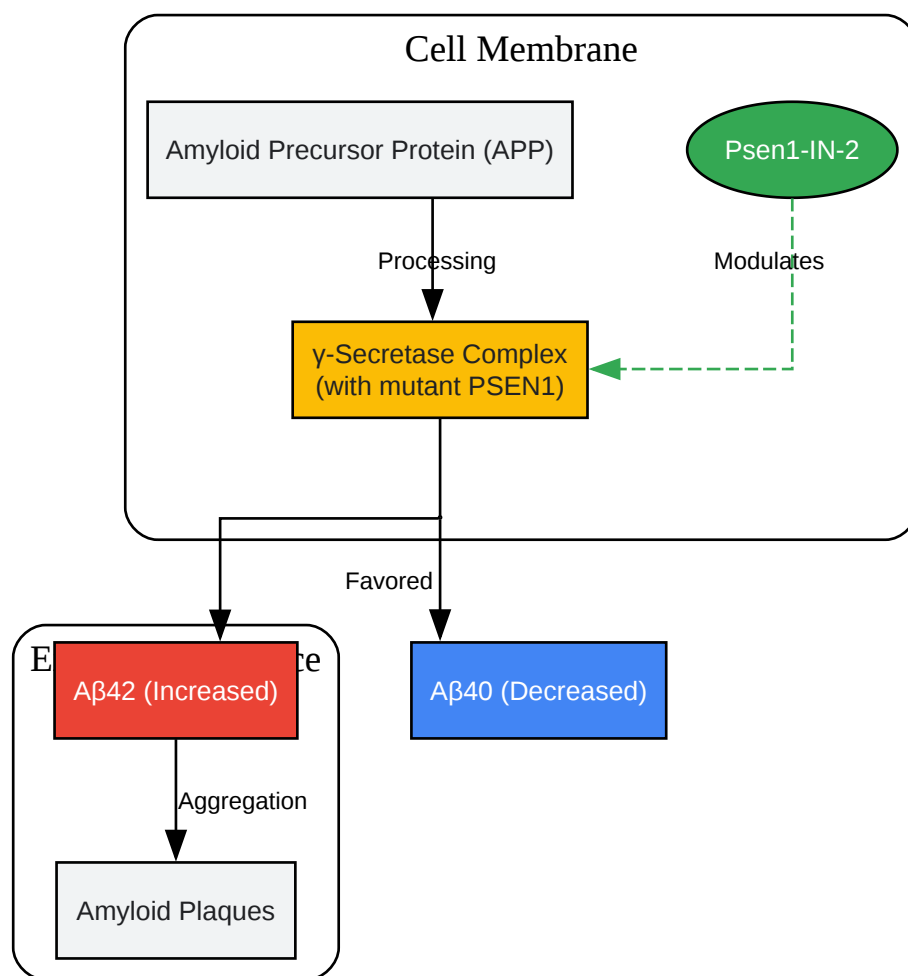 Cell Membrane
Amyloid Precursor Protein (APP)
Psen1-IN-2
Processing
Modulates
γ-Secretase Complex
(with mutant PSEN1)
Favored
Aβ42 (Increased)
Aβ40 (Decreased)
Aggregation
Amyloid Plaques